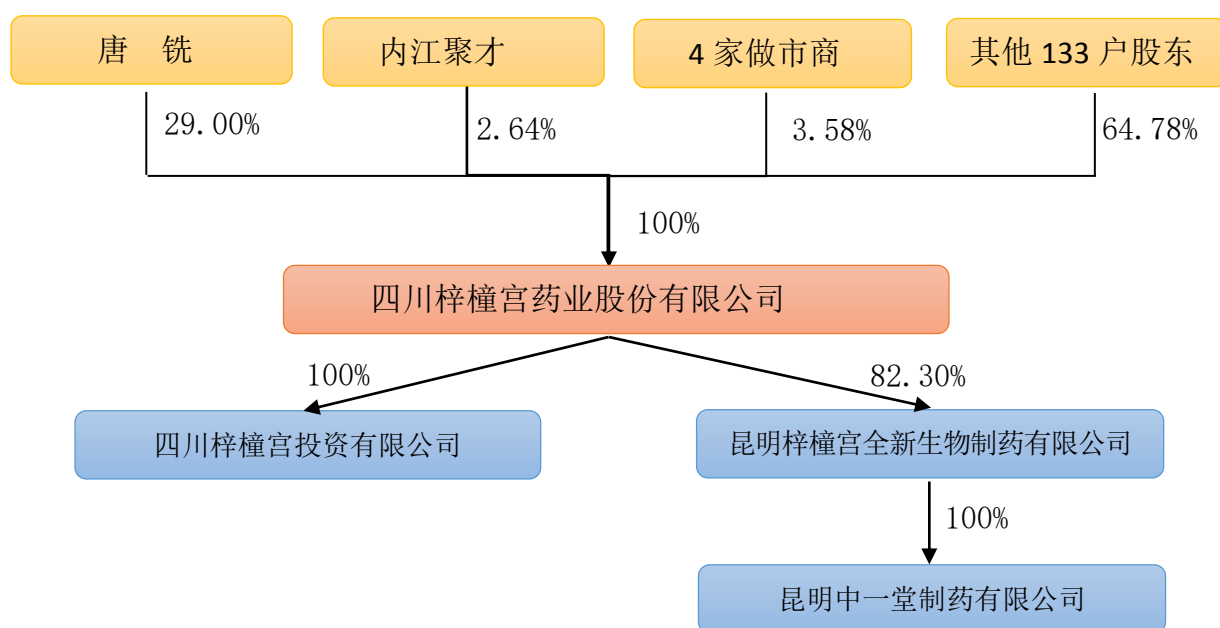 唐 铣
内江聚才
4 家做市商
其他 133 户股东
29.00%
2.64%
3.58%
64.78%
100%
四川梓橦宫药业股份有限公司
100%
82.30%
四川梓橦宫投资有限公司
昆明梓橦宫全新生物制药有限公司
100%
昆明中一堂制药有限公司